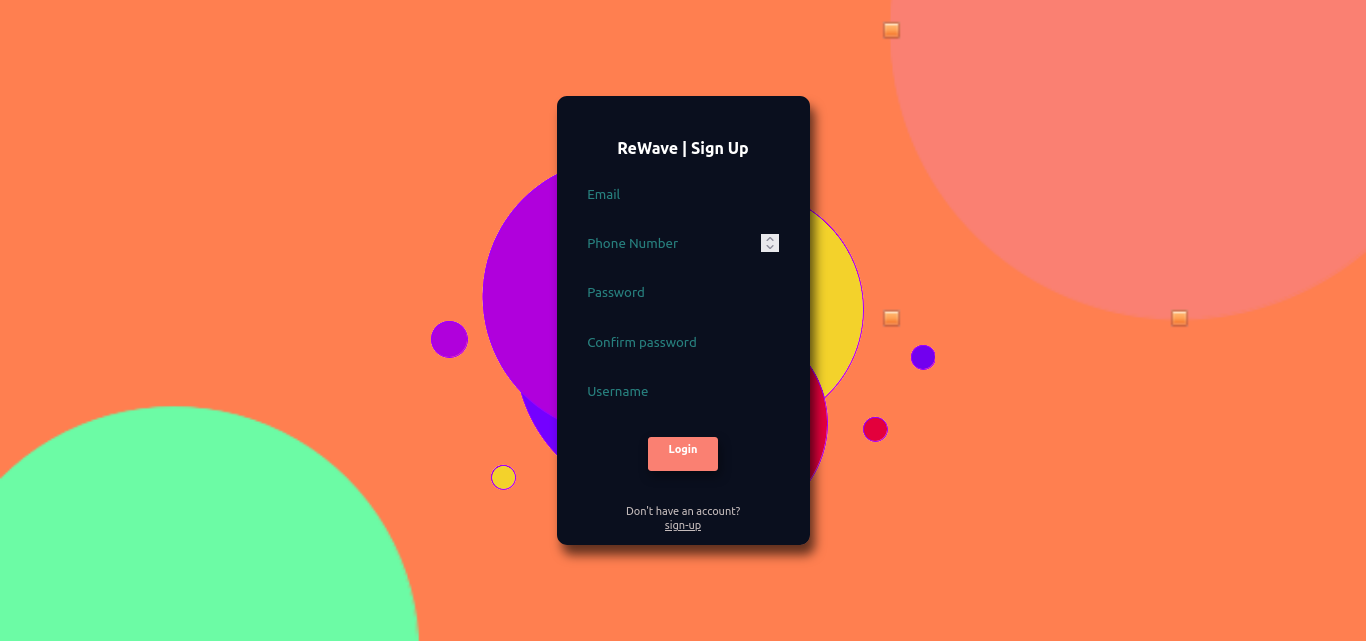 ReWave | Sign Up
Email
Phone Number
Password
Confirm password
Username
Login
Don't have an account?
sign-up